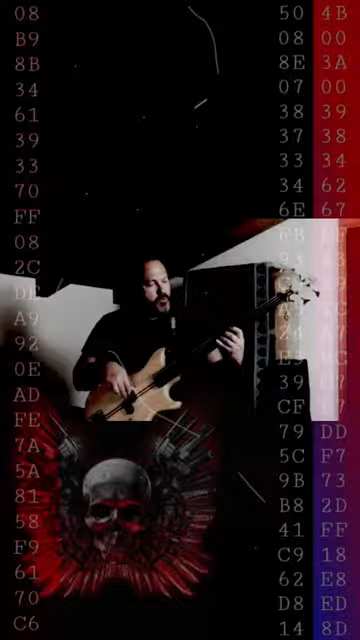 08 50 4B
B9 08 00
8B 8E 3A
34 07 00
61 38 39
39 37 38
33 33 34
70 34 62
FF 6E 67
08
2C
A9
92
0E
AD 39
FE CF
7A 79 DD
5A 5C F7
81 9B 73
58 B8 2D
F9 41 FF
61 C9 18
70 62 E8
C6 D8 ED
14 8D